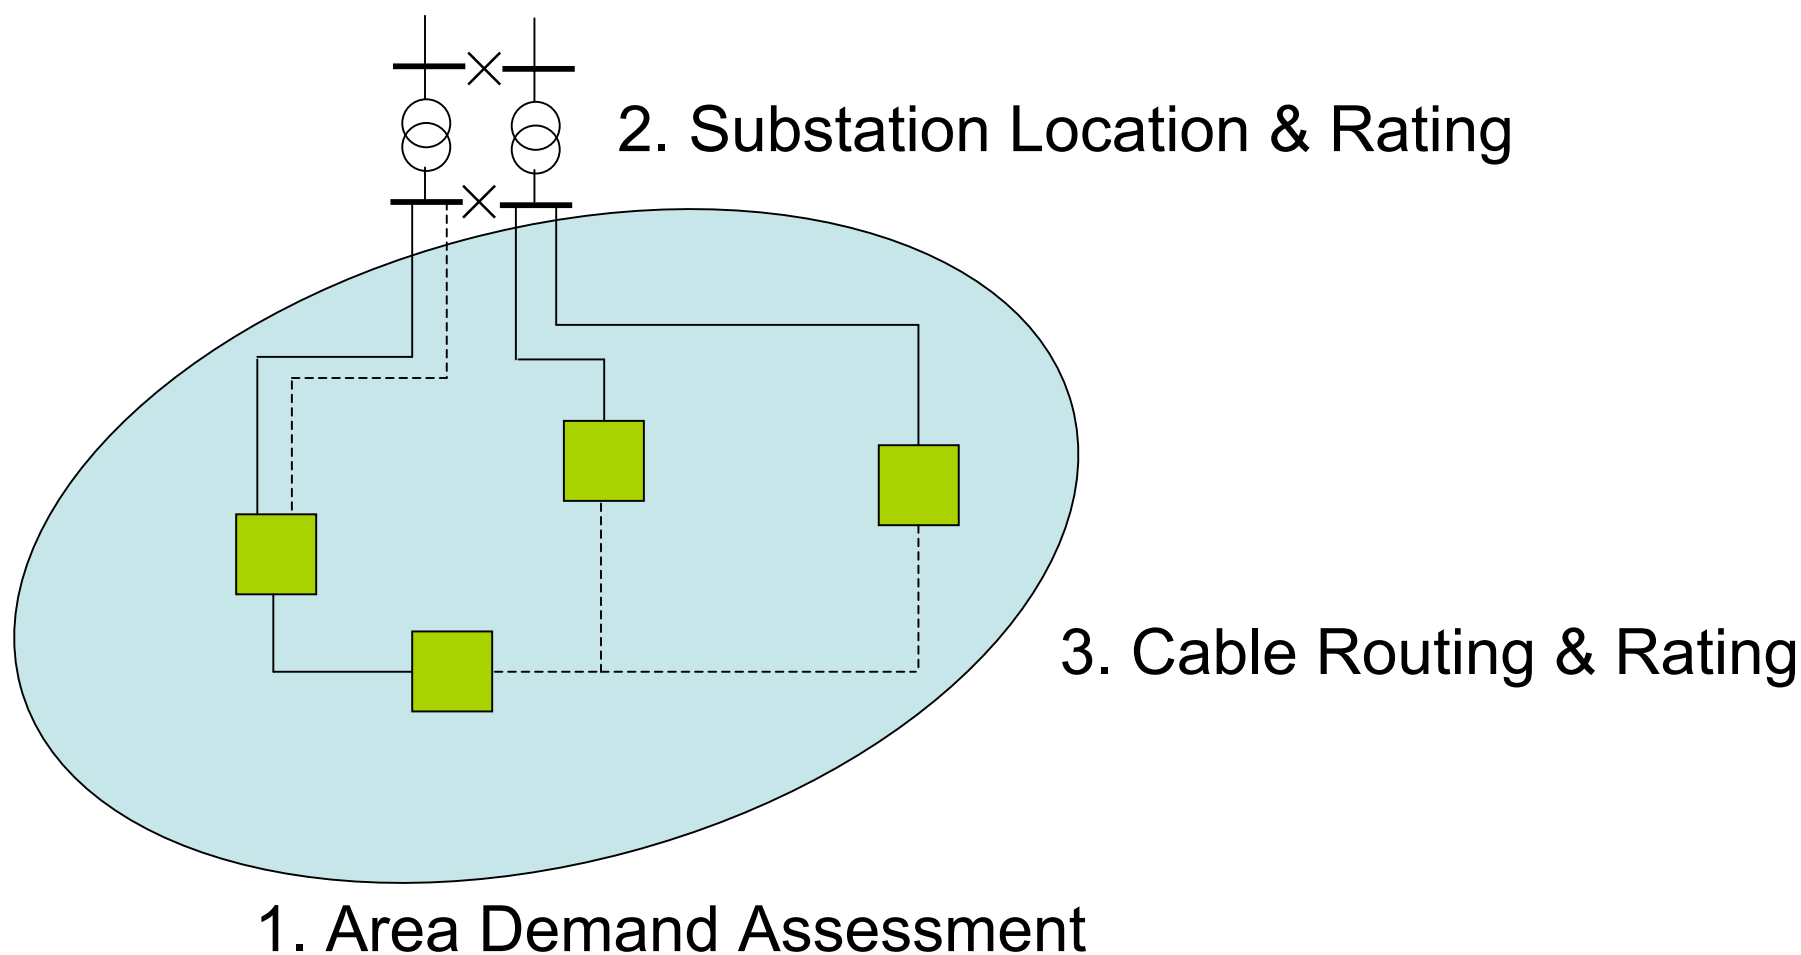 2. Substation Location & Rating
3. Cable Routing & Rating
1. Area Demand Assessment